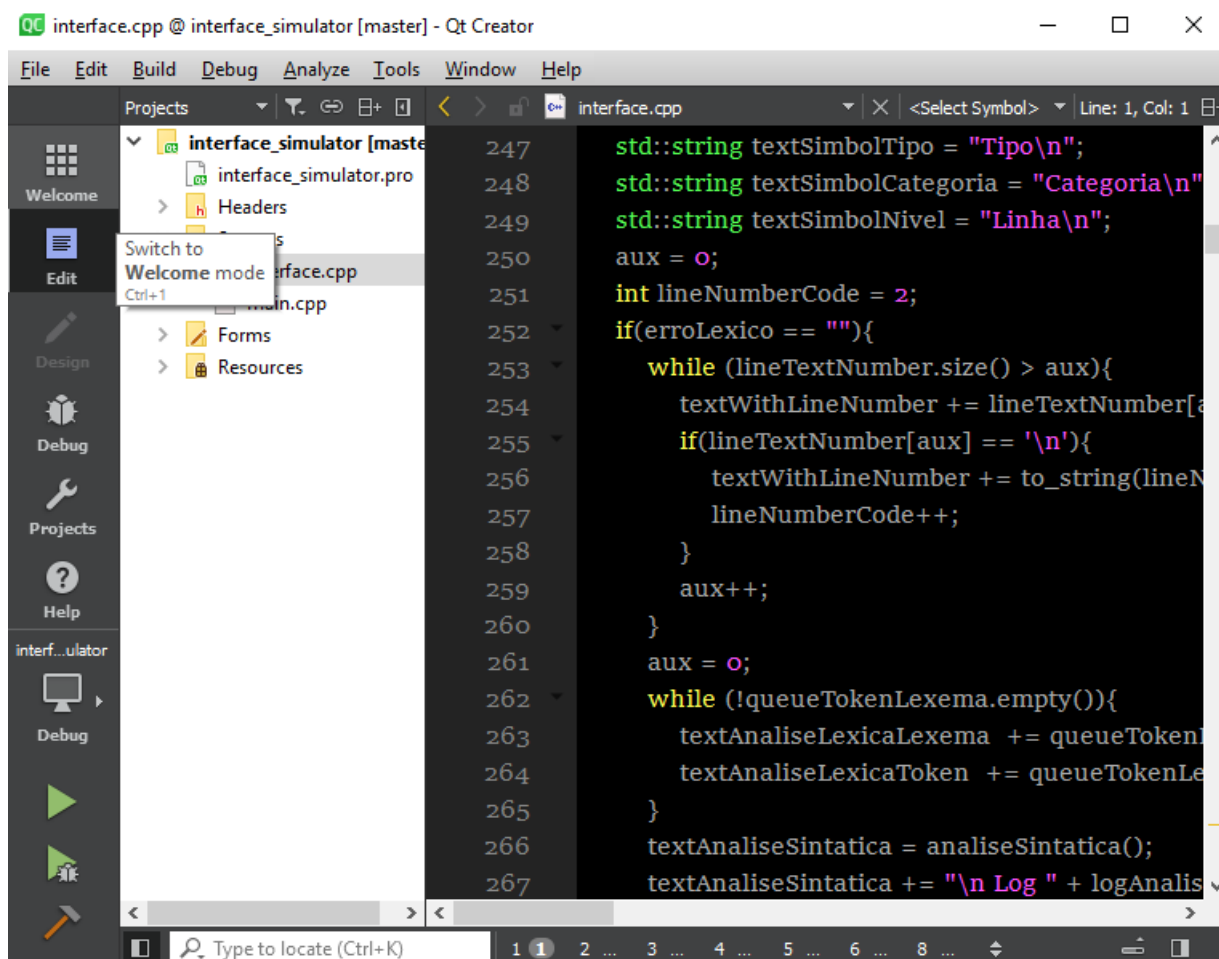 interface.cpp @ interface_simulator [master] - Qt Creator
File Edit Build Debug Analyze Tools Window Help
Projects
interface.cpp <Select Symbol> Line: 1, Col: 1
Welcome
Edit
Design
Debug
Projects
Help
interf...ulator
Debug
interface_simulator [maste
interface_simulator.pro
Headers
s
erface.cpp
main.cpp
Forms
Resources
Switch to
Welcome mode
Ctrl+1
247 std::string textSimbolTipo = "Tipo\n";
248 std::string textSimbolCategoria = "Categoria\n"
249 std::string textSimbolNivel = "Linha\n";
250 aux = 0;
251 int lineNumberCode = 2;
252 if(erroLexico == ""){
253 while (lineTextNumber.size() > aux){
254 textWithLineNumber += lineTextNumber[a
255 if(lineTextNumber[aux] == '\n'){
256 textWithLineNumber += to_string(lineN
257 lineNumberCode++;
258 }
259 aux++;
260 }
261 aux = 0;
262 while (!queueTokenLexema.empty()){
263 textAnaliseLexicaLexema += queueToken
264 textAnaliseLexicaToken += queueTokenLe
265 }
266 textAnaliseSintatica = analiseSintatica();
267 textAnaliseSintatica += "\n Log " + logAnalis
Type to locate (Ctrl+K) 1 1 2 ... 3 ... 4 ... 5 ... 6 ... 8 ...